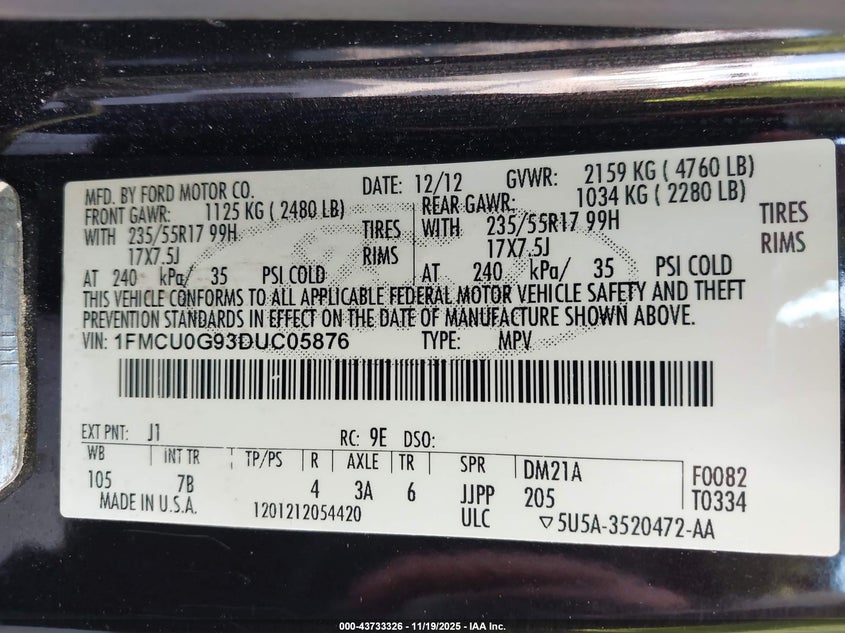 MFD. BY FORD MOTOR CO. DATE: 12/12 GVWR: 2159 KG ( 4760 LB)
FRONT GAWR: 1125 KG ( 2480 LB) REAR GAWR: 1034 KG ( 2280 LB)
WITH 235/55R17 99H TIRES WITH 235/55R17 99H TIRES
17X7.5J RIMS 17X7.5J RIMS
AT 240 kPa/ 35 PSI COLD AT 240 kPa/ 35 PSI COLD
THIS VEHICLE CONFORMS TO ALL APPLICABLE FEDERAL MOTOR VEHICLE SAFETY AND THEFT
PREVENTION STANDARDS IN EFFECT ON THE DATE OF MANUFACTURE SHOWN ABOVE.
VIN: 1FMCU0G93DUC05876 TYPE: MPV
EXT PNT: J1 RC: 9E DSO:
WB INT TR TP/PS R AXLE TR SPR DM21A F0082
105 7B 4 3A 6 JJPP 205 T0334
MADE IN U.S.A. 1201212054420 ULC ▽5U5A-3520472-AA
000-43733326 - 11/19/2025 - IAA Inc.